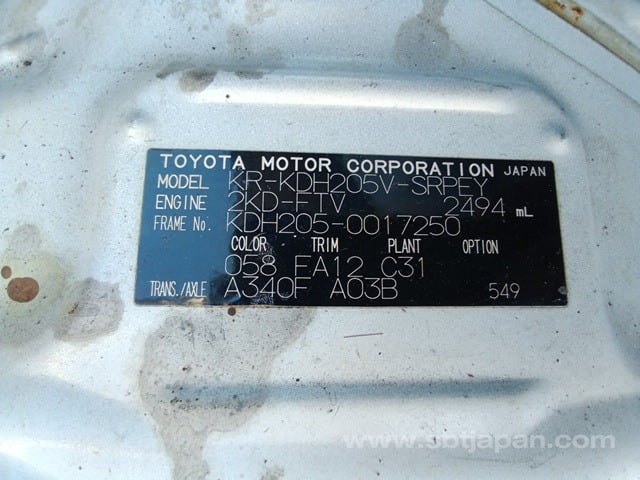 TOYOTA MOTOR CORPORATION JAPAN
MODEL KR-KDH205V-SRPEY
ENGINE 2KD-FTV 2494 mL
FRAME No. KDH205-0017250
COLOR TRIM PLANT OPTION
058 FA12 C31
TRANS./AXLE A340F A03B 549
www.sbtjapan.com